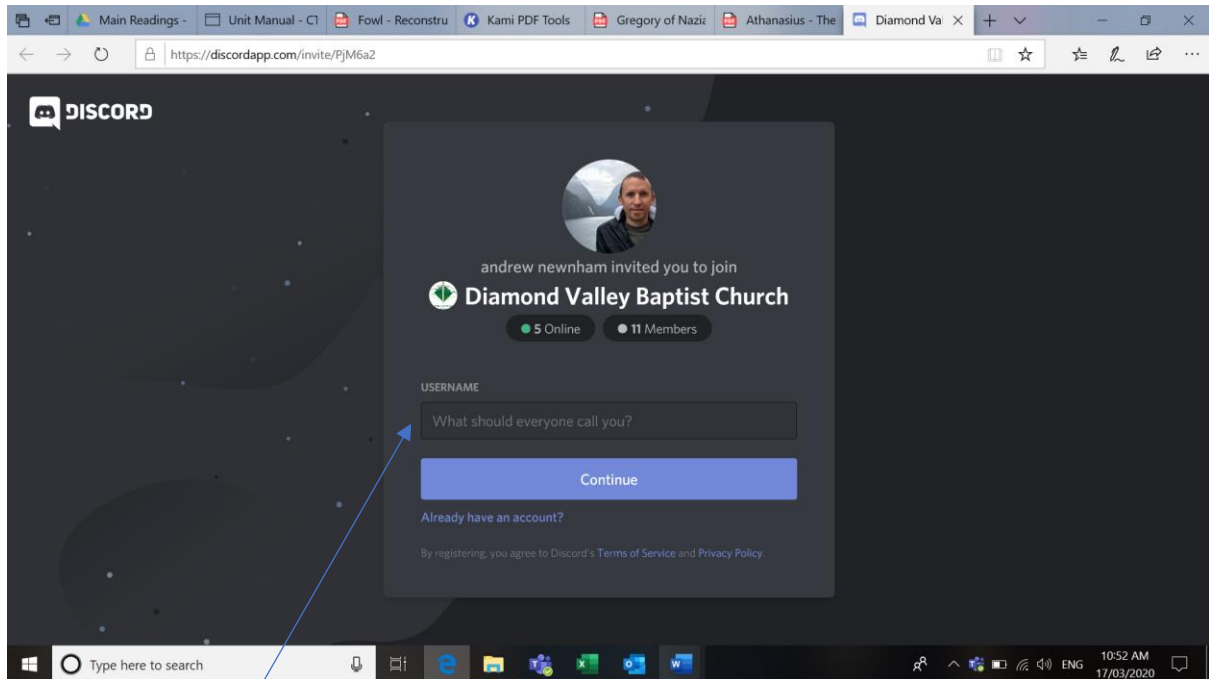 Main Readings -
Unit Manual - C1
Fowl - Reconstru
Kami PDF Tools
Gregory of Nazia
Athanasius - The
Diamond Val
https://discordapp.com/invite/PjM6a2
DISCORD
andrew newnham invited you to join
Diamond Valley Baptist Church
5 Online
11 Members
USERNAME
What should everyone call you?
Continue
Already have an account?
By registering, you agree to Discord's Terms of Service and Privacy Policy.
Type here to search
ENG
10:52 AM
17/03/2020